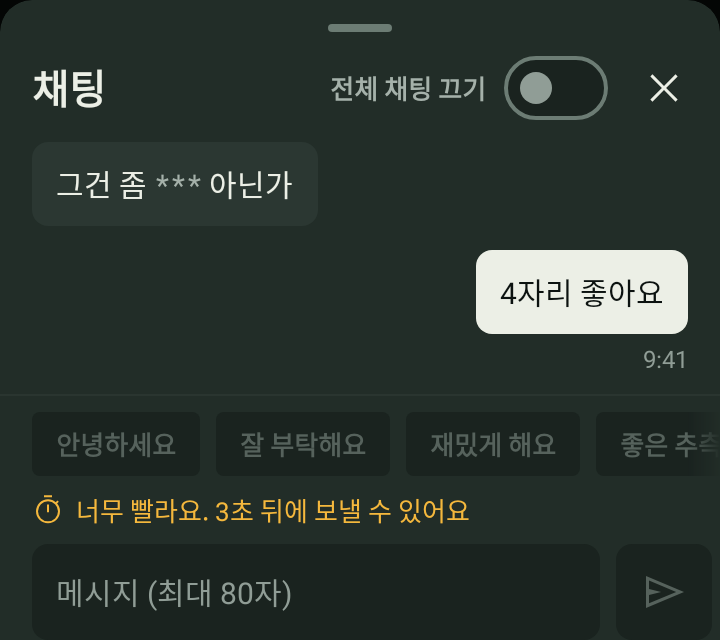 채팅
전체 채팅 끄기
그건 좀 *** 아닌가
4자리 좋아요
9:41
안녕하세요
잘 부탁해요
재밌게 해요
좋은 추측
너무 빨라요. 3초 뒤에 보낼 수 있어요
메시지 (최대 80자)